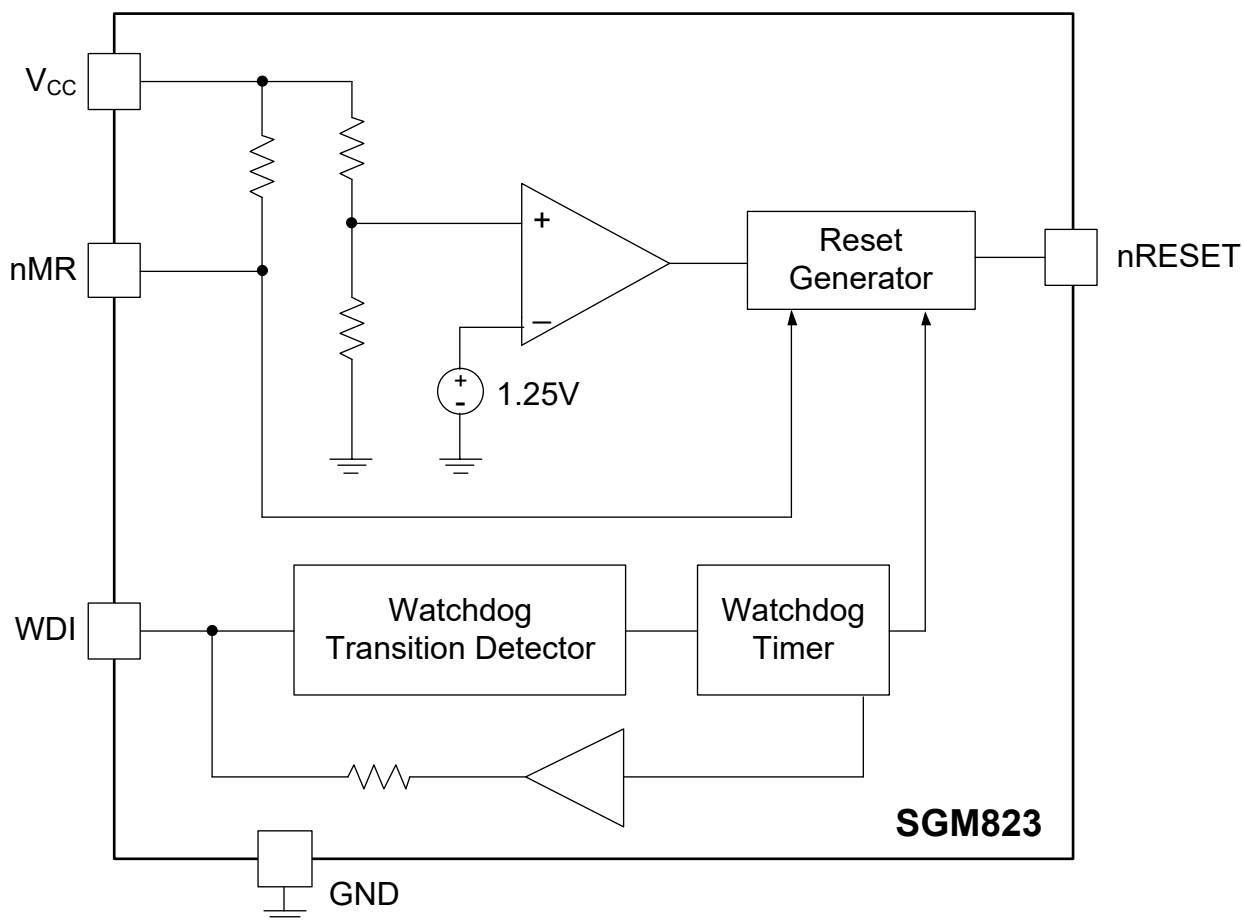 V_CC
nMR
+
−
+
-
1.25V
Reset
Generator
nRESET
WDI
Watchdog
Transition Detector
Watchdog
Timer
SGM823
GND